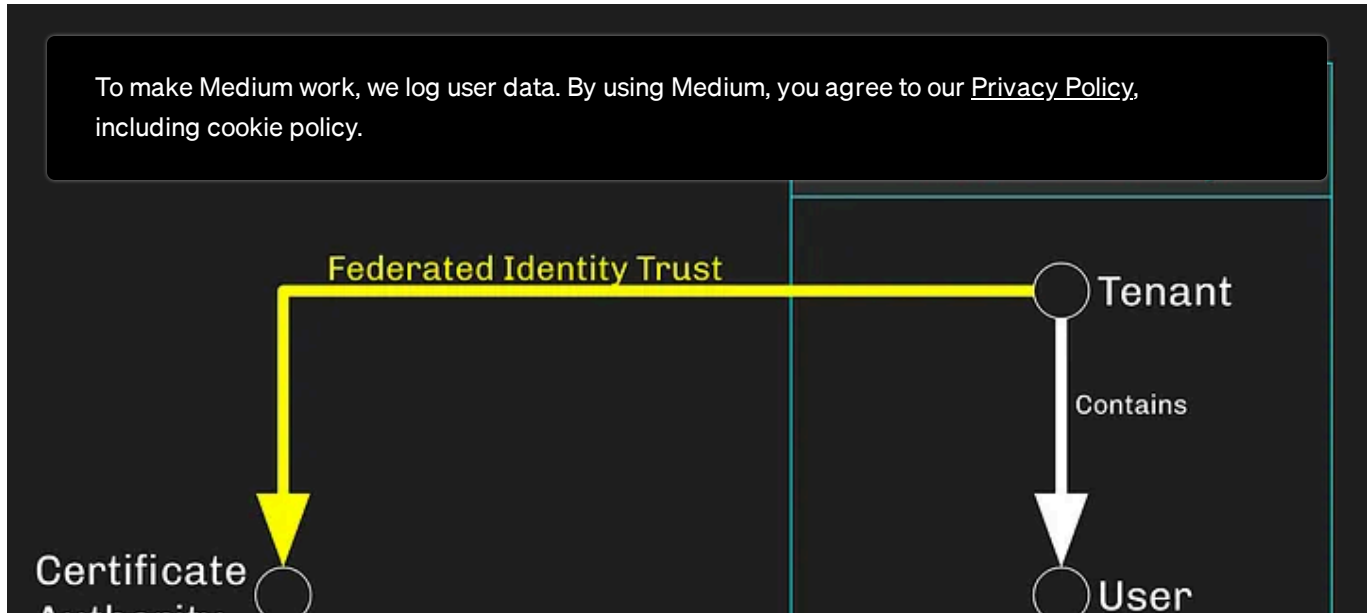 To make Medium work, we log user data. By using Medium, you agree to our Privacy Policy,
including cookie policy.
Federated Identity Trust
Tenant
Contains
Certificate
User